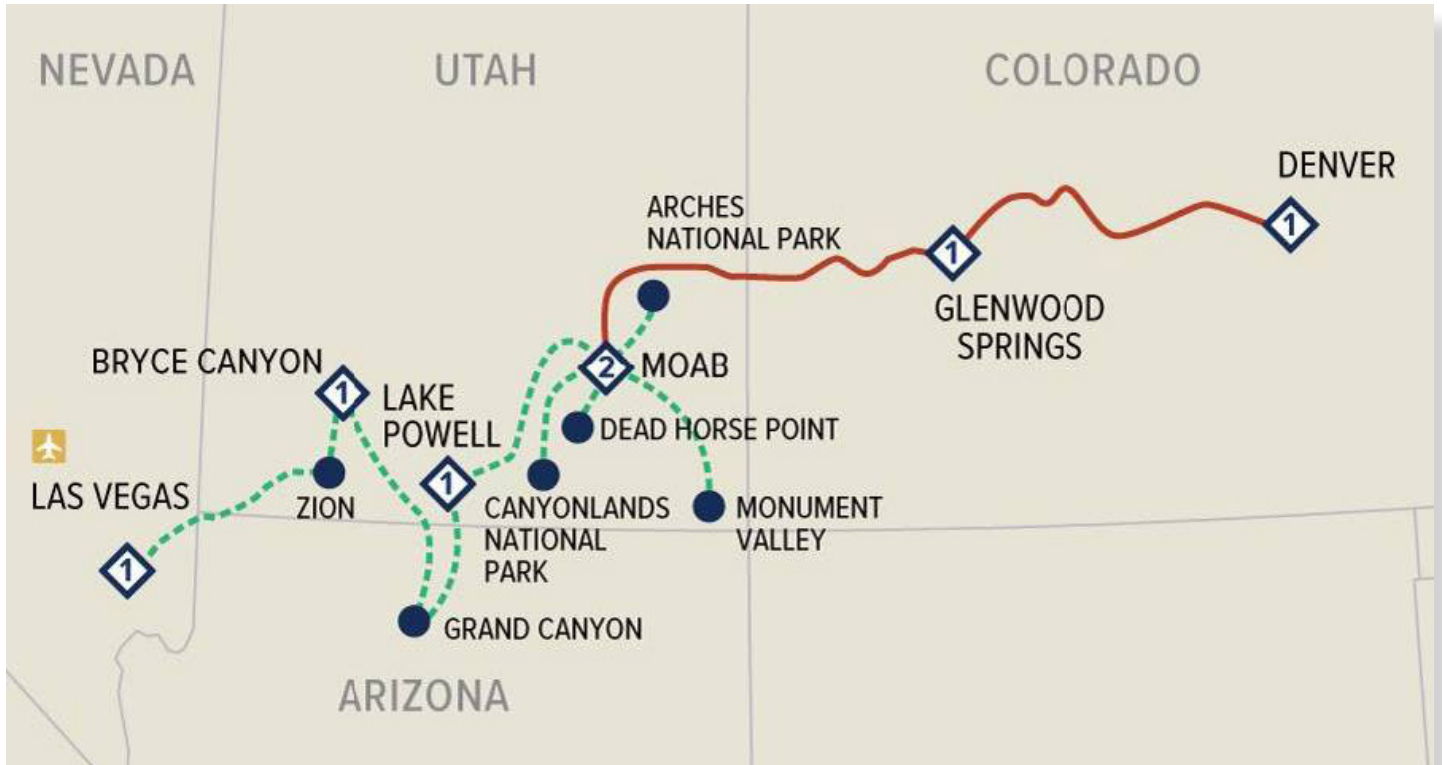 NEVADA
UTAH
COLORADO
DENVER
1
ARCHES
NATIONAL PARK
1
GLENWOOD
SPRINGS
BRYCE CANYON
1
2
MOAB
LAKE
POWELL
1
DEAD HORSE POINT
LAS VEGAS
1
ZION
CANYONLANDS
NATIONAL
PARK
MONUMENT
VALLEY
GRAND CANYON
ARIZONA